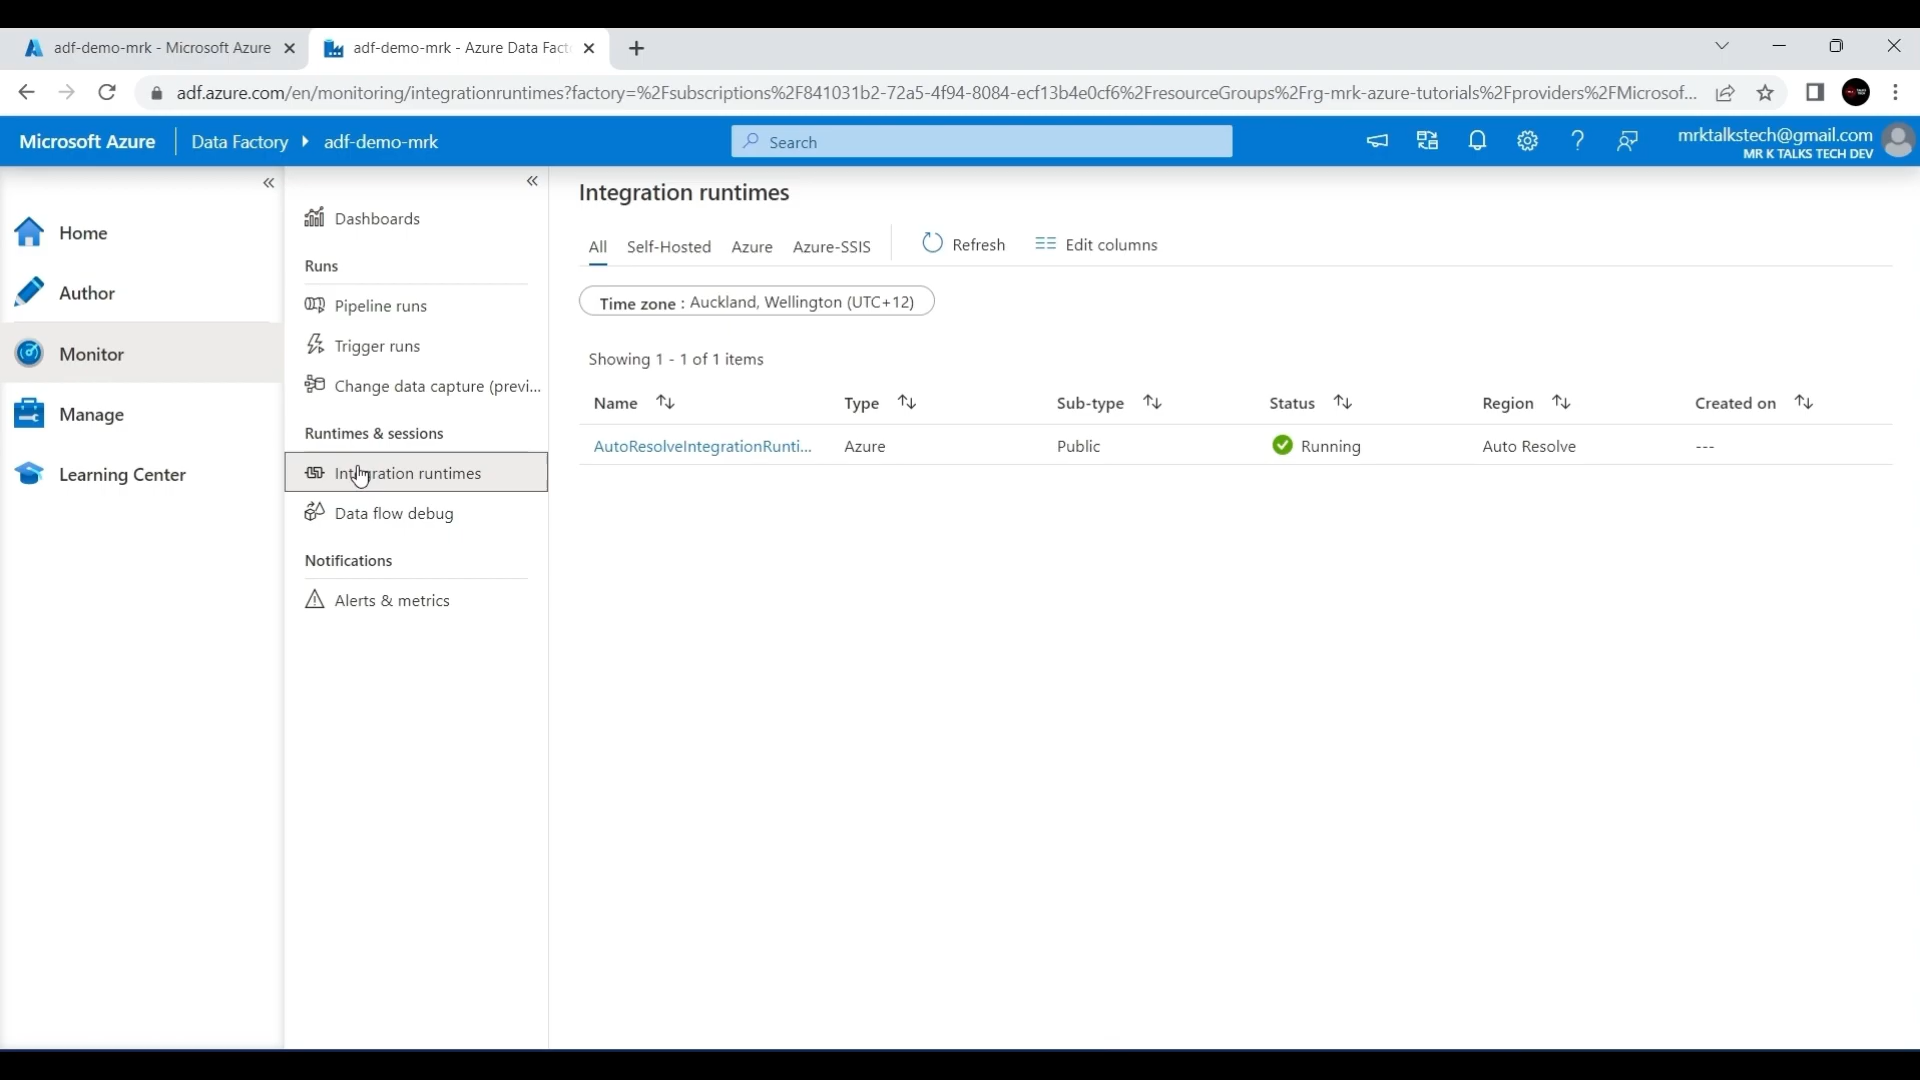 adf-demo-mrk - Microsoft Azure
adf-demo-mrk - Azure Data Fact
adf.azure.com/en/monitoring/integrationruntimes?factory=%2Fsubscriptions%2F841031b2-72a5-4f94-8084-ecf13b4e0cf6%2FresourceGroups%2Frg-mrk-azure-tutorials%2Fproviders%2FMicrosof...
Microsoft Azure
Data Factory
adf-demo-mrk
Search
mrktalkstech@gmail.com
MR K TALKS TECH DEV
Home
Author
Monitor
Manage
Learning Center
Dashboards
Runs
Pipeline runs
Trigger runs
Change data capture (previ...
Runtimes & sessions
Integration runtimes
Data flow debug
Notifications
Alerts & metrics
Integration runtimes
All Self-Hosted Azure Azure-SSIS Refresh Edit columns
Time zone : Auckland, Wellington (UTC+12)
Showing 1 - 1 of 1 items
Name Type Sub-type Status Region Created on
AutoResolveIntegrationRunti... Azure Public Running Auto Resolve ---